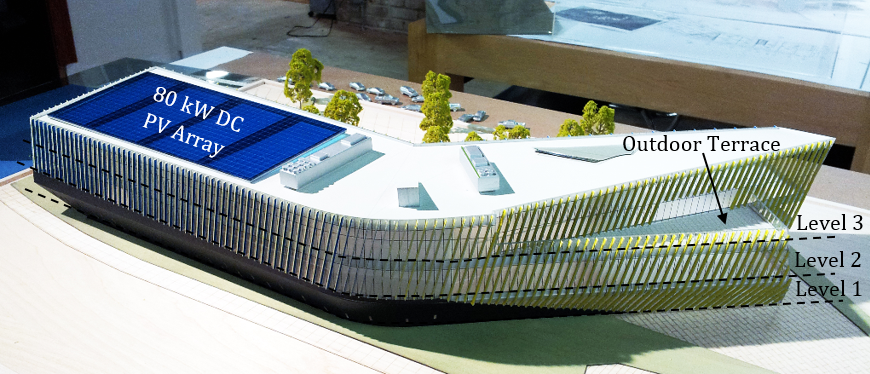 80 kW DC
PV Array
Outdoor Terrace
Level 3
Level 2
Level 1